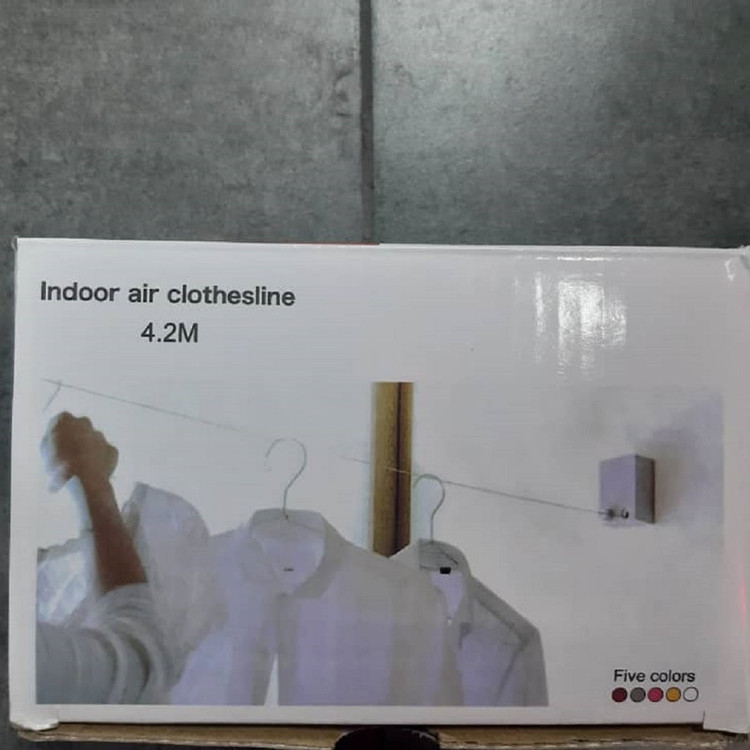 Indoor air clothesline
4.2M
Five colors